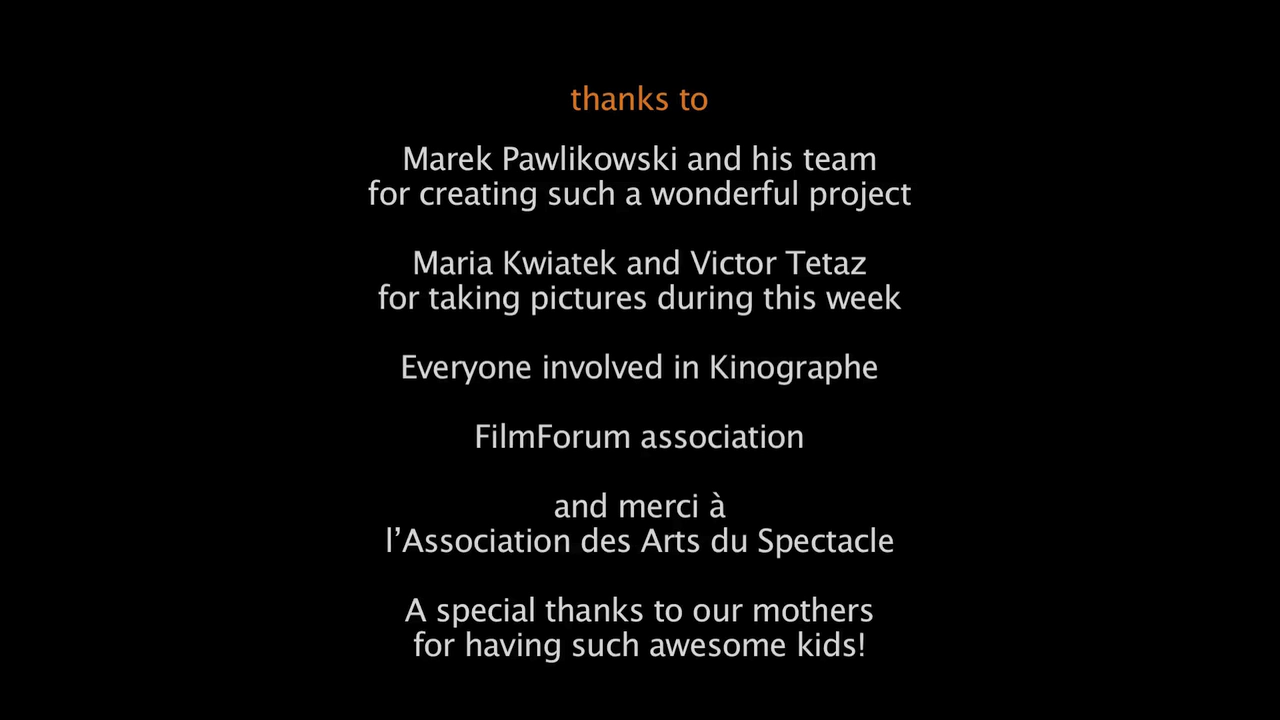 thanks to
Marek Pawlikowski and his team
for creating such a wonderful project
Maria Kwiatek and Victor Tetaz
for taking pictures during this week
Everyone involved in Kinographe
FilmForum association
and merci à
l’Association des Arts du Spectacle
A special thanks to our mothers
for having such awesome kids!